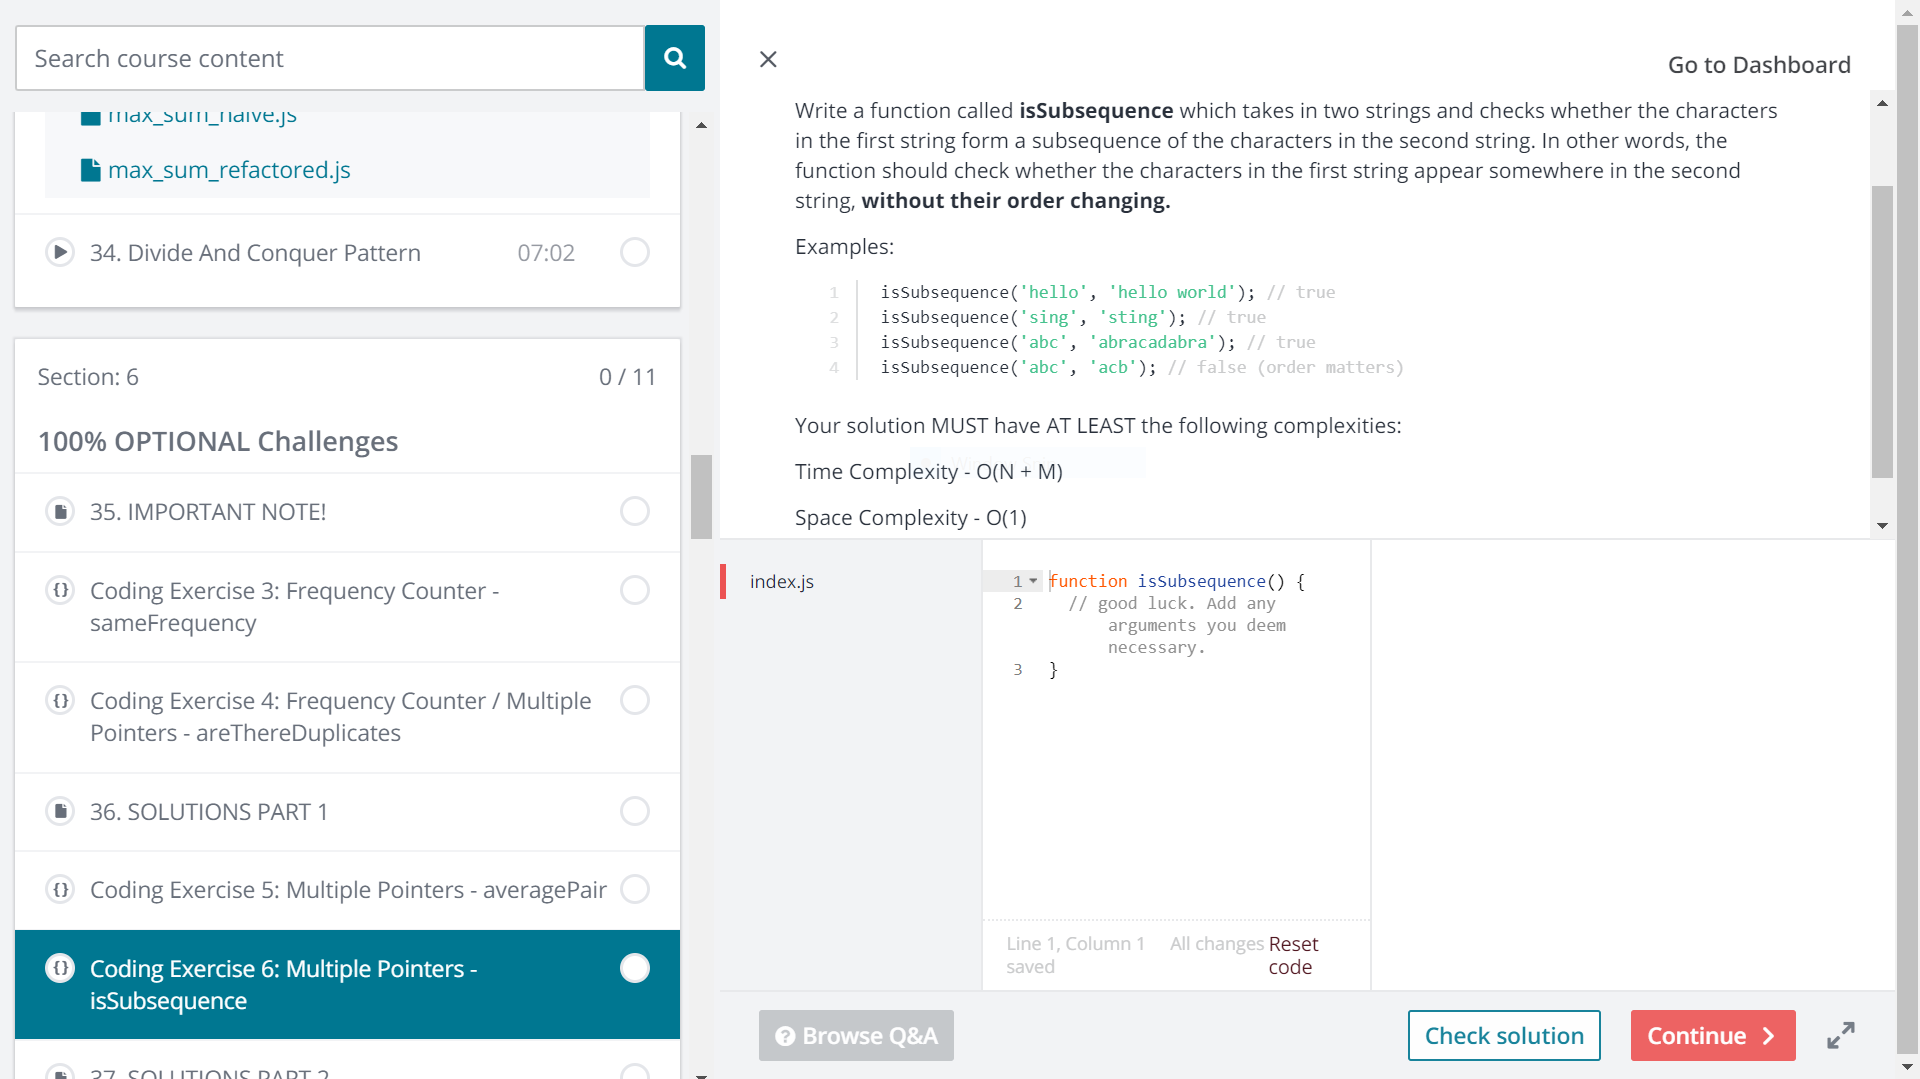 Search course content
max_sum_naive.js
max_sum_refactored.js
34. Divide And Conquer Pattern 07:02
Section: 6 0 / 11
100% OPTIONAL Challenges
35. IMPORTANT NOTE!
{} Coding Exercise 3: Frequency Counter -
sameFrequency
{} Coding Exercise 4: Frequency Counter / Multiple
Pointers - areThereDuplicates
36. SOLUTIONS PART 1
{} Coding Exercise 5: Multiple Pointers - averagePair
{} Coding Exercise 6: Multiple Pointers -
isSubsequence
37. SOLUTIONS PART 2
Go to Dashboard
Write a function called isSubsequence which takes in two strings and checks whether the characters
in the first string form a subsequence of the characters in the second string. In other words, the
function should check whether the characters in the first string appear somewhere in the second
string, without their order changing.
Examples:
1 isSubsequence('hello', 'hello world'); // true
2 isSubsequence('sing', 'sting'); // true
3 isSubsequence('abc', 'abracadabra'); // true
4 isSubsequence('abc', 'acb'); // false (order matters)
Your solution MUST have AT LEAST the following complexities:
Time Complexity - O(N + M)
Space Complexity - O(1)
index.js
1 function isSubsequence() {
2 // good luck. Add any
arguments you deem
necessary.
3 }
Line 1, Column 1 All changes
saved
Reset
code
? Browse Q&A
Check solution
Continue